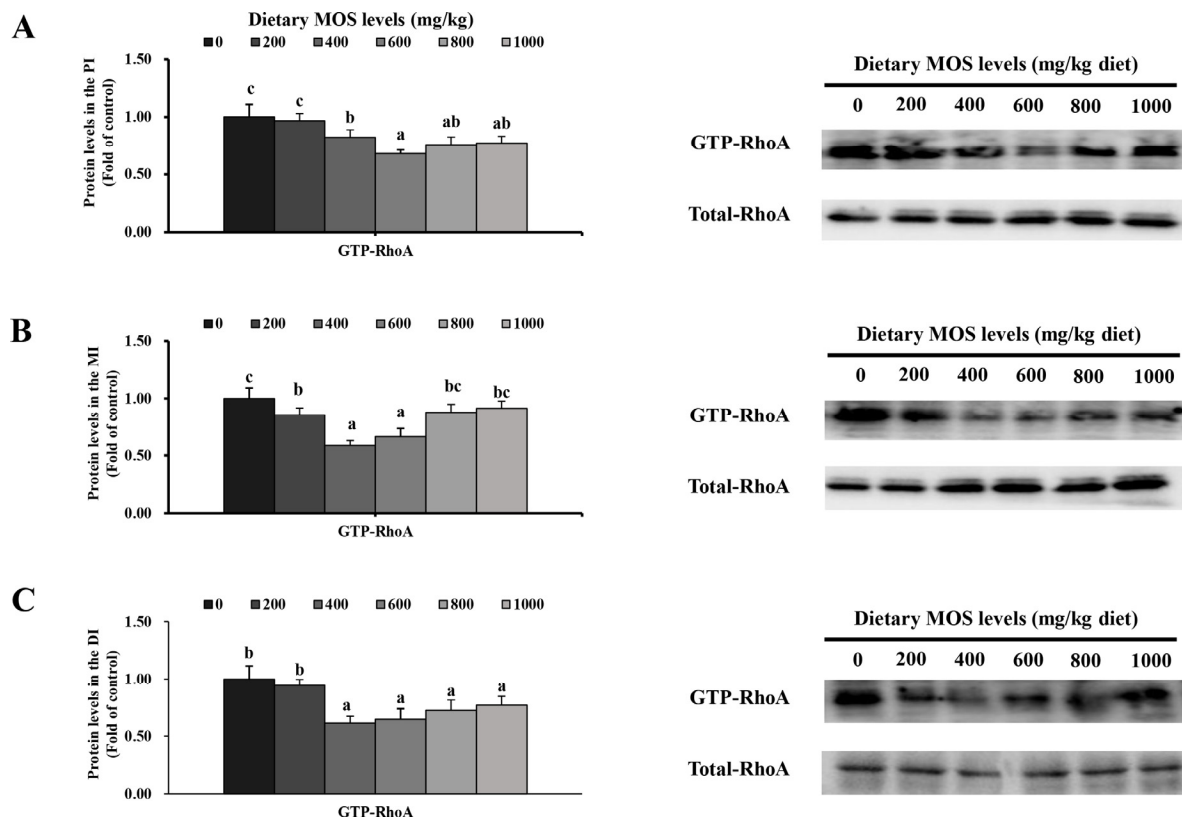 A
Dietary MOS levels (mg/kg)
0 200 400 600 800 1000
Protein levels in the PI
(Fold of control)
1.50
1.00
0.50
0.00
c c b a ab ab
GTP-RhoA
Dietary MOS levels (mg/kg diet)
0 200 400 600 800 1000
GTP-RhoA
Total-RhoA
B
0 200 400 600 800 1000
Protein levels in the MI
(Fold of control)
1.50
1.00
0.50
0.00
c b a a bc bc
GTP-RhoA
Dietary MOS levels (mg/kg diet)
0 200 400 600 800 1000
GTP-RhoA
Total-RhoA
C
0 200 400 600 800 1000
Protein levels in the DI
(Fold of control)
1.50
1.00
0.50
0.00
b b a a a a
GTP-RhoA
Dietary MOS levels (mg/kg diet)
0 200 400 600 800 1000
GTP-RhoA
Total-RhoA